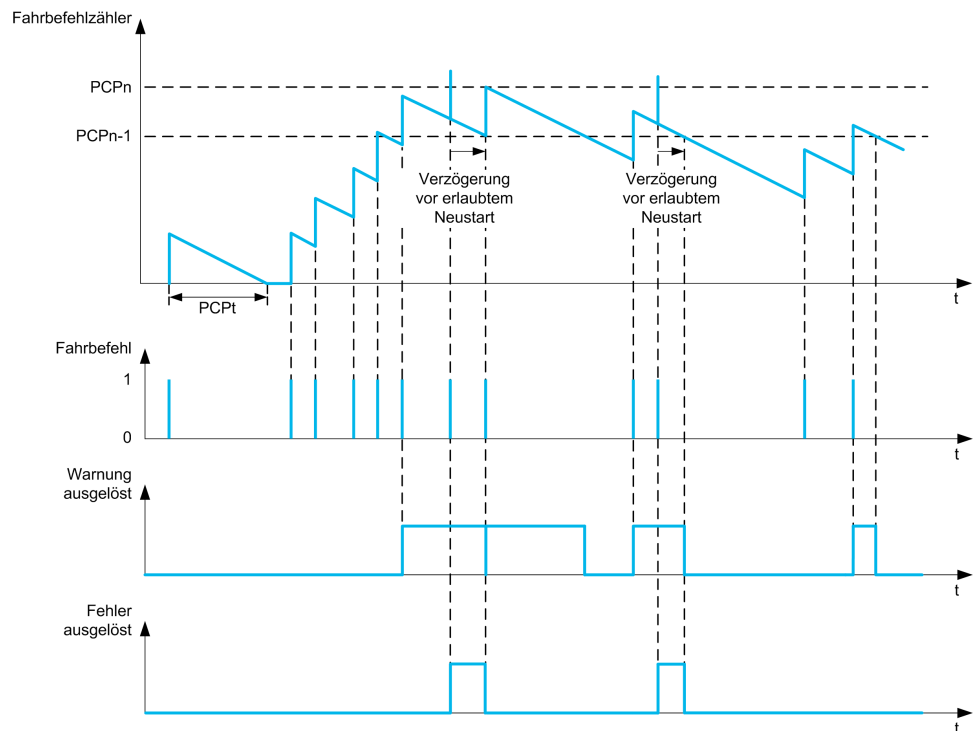 Fahrbefehlzähler
PCPn
PCPn-1
Verzögerung
vor erlaubtem
Neustart
Verzögerung
vor erlaubtem
Neustart
PCPt
t
Fahrbefehl
1
0
t
Warnung
ausgelöst
t
Fehler
ausgelöst
t